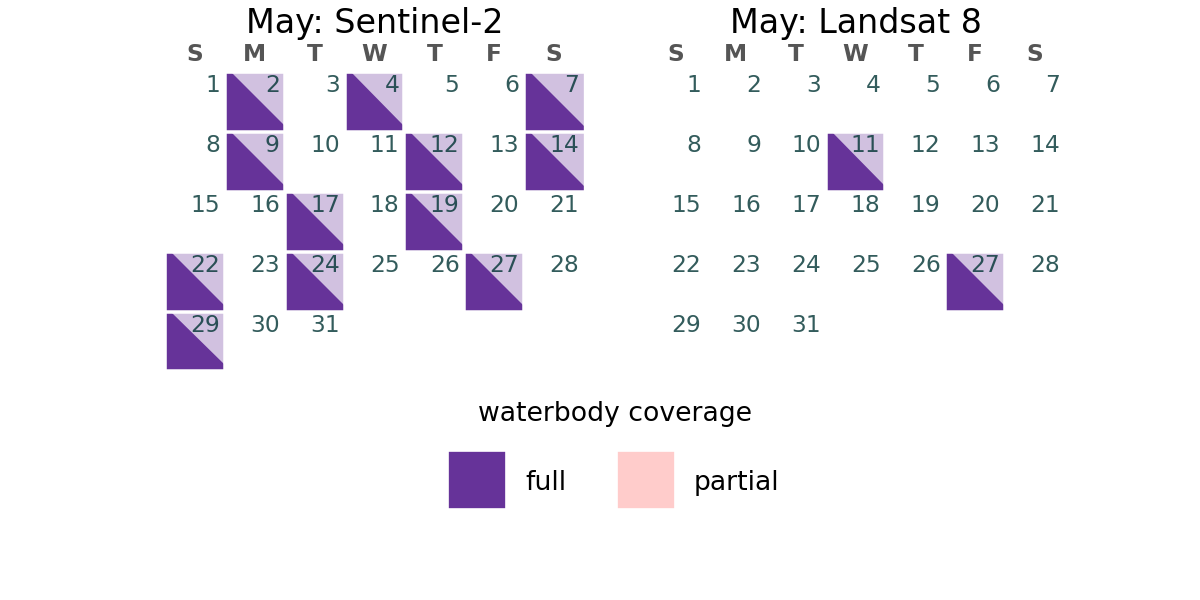 May: Sentinel-2
S M T W T F S
1 2 3 4 5 6 7
8 9 10 11 12 13 14
15 16 17 18 19 20 21
22 23 24 25 26 27 28
29 30 31
May: Landsat 8
S M T W T F S
1 2 3 4 5 6 7
8 9 10 11 12 13 14
15 16 17 18 19 20 21
22 23 24 25 26 27 28
29 30 31
waterbody coverage
full partial